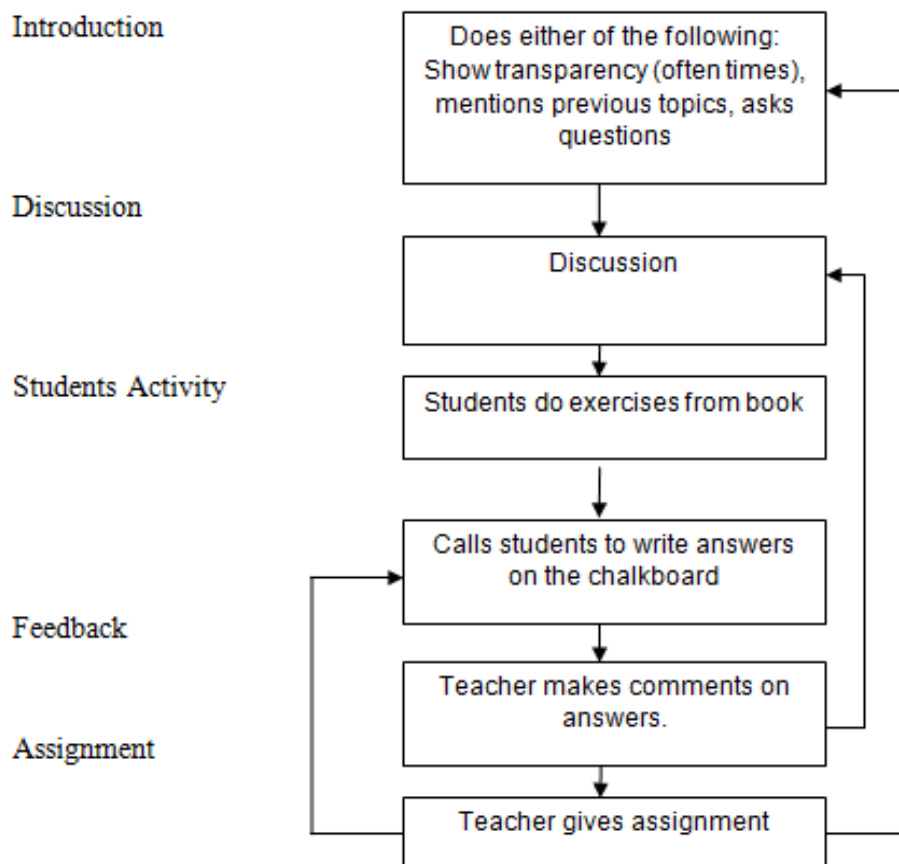 Introduction
Does either of the following:
Show transparency (often times),
mentions previous topics, asks
questions
Discussion
Discussion
Students Activity
Students do exercises from book
Calls students to write answers
on the chalkboard
Feedback
Teacher makes comments on
answers.
Assignment
Teacher gives assignment